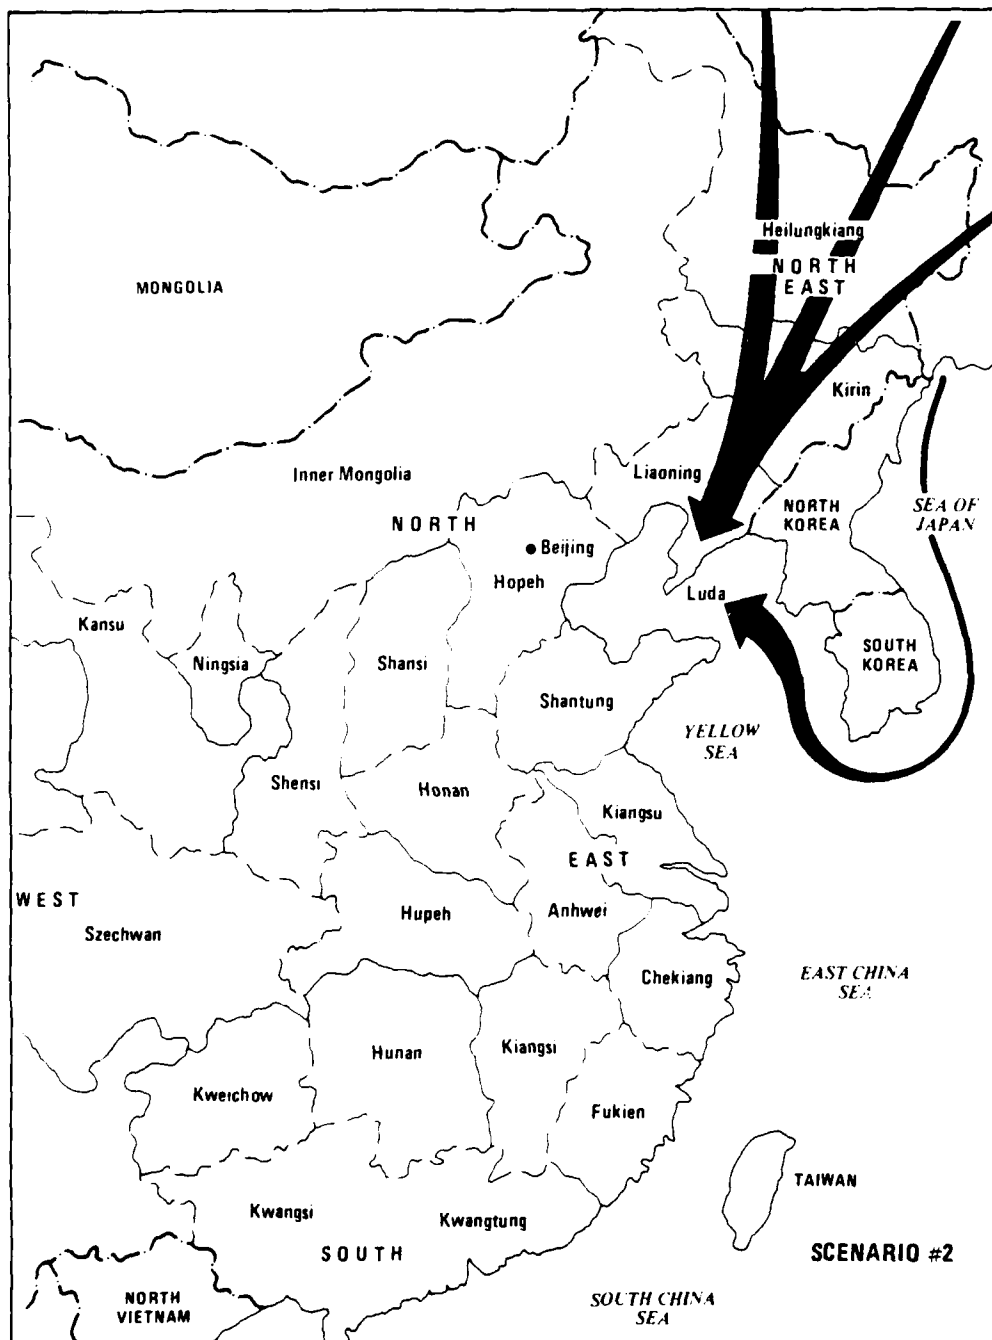 Heilungkiang
NORTH
EAST
MONGOLIA
Kirin
Inner Mongolia
Liaoning
NORTH
KOREA
SEA OF
JAPAN
NORTH
Beijing
Hopeh
Luda
Kansu
Ningsia
Shansi
SOUTH
KOREA
Shantung
YELLOW
SEA
Shensi
Honan
Kiangsu
EAST
WEST
Hupeh
Anhwei
Szechwan
EAST CHINA
SEA
Chekiang
Hunan
Kiangsi
Kweichow
Fukien
TAIWAN
Kwangsi
Kwangtung
SOUTH
SCENARIO #2
NORTH
VIETNAM
SOUTH CHINA
SEA